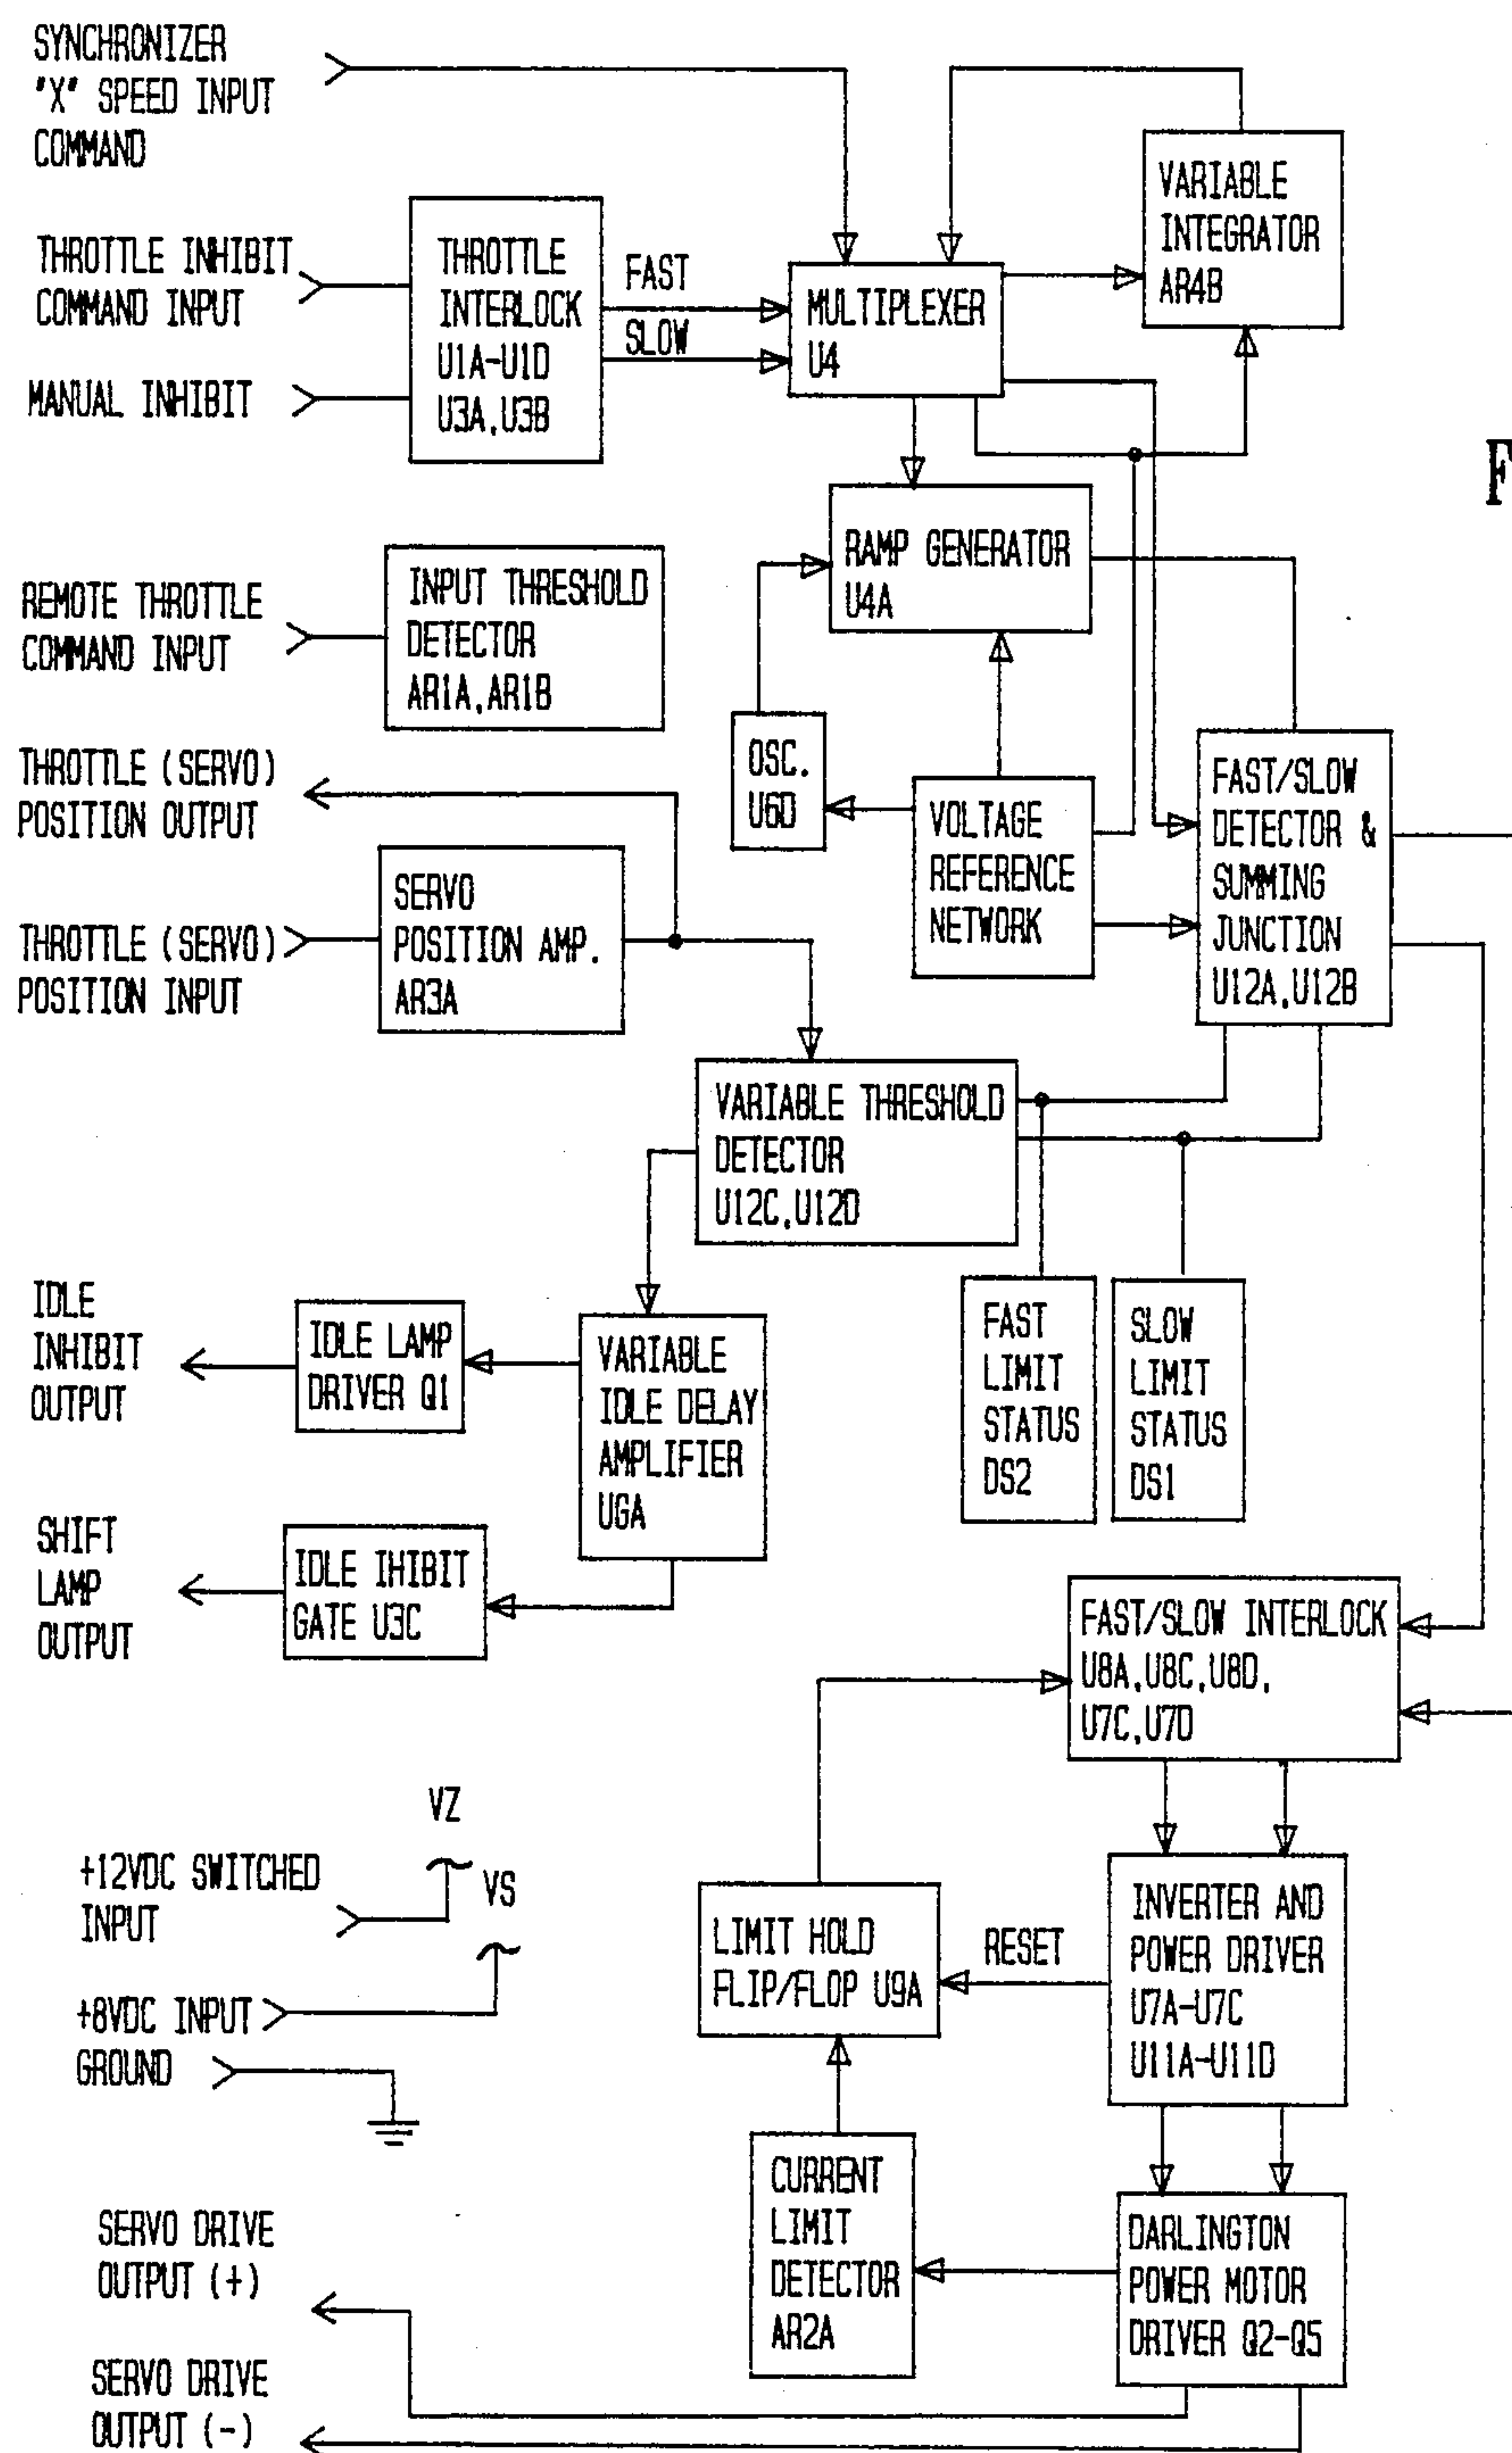 SYNCHRONIZER
"X" SPEED INPUT
COMMAND
VARIABLE
INTEGRATOR
AR4B
THROTTLE INHIBIT
COMMAND INPUT
MANUAL INHIBIT
THROTTLE
INTERLOCK
U1A-U1D
U3A,U3B
FAST
SLOW
MULTIPLEXER
U4
F
RAMP GENERATOR
U4A
REMOTE THROTTLE
COMMAND INPUT
INPUT THRESHOLD
DETECTOR
AR1A,AR1B
THROTTLE (SERVO)
POSITION OUTPUT
OSC.
U6D
VOLTAGE
REFERENCE
NETWORK
FAST/SLOW
DETECTOR &
SUMMING
JUNCTION
U12A,U12B
THROTTLE (SERVO)
POSITION INPUT
SERVO
POSITION AMP.
AR3A
VARIABLE THRESHOLD
DETECTOR
U12C,U12D
FAST
LIMIT
STATUS
DS2
SLOW
LIMIT
STATUS
DS1
IDLE
INHIBIT
OUTPUT
IDLE LAMP
DRIVER Q1
VARIABLE
IDLE DELAY
AMPLIFIER
UGA
SHIFT
LAMP
OUTPUT
IDLE IHIBIT
GATE U3C
FAST/SLOW INTERLOCK
U8A,U8C,U8D,
U7C,U7D
VZ
+12VDC SWITCHED
INPUT
VS
+8VDC INPUT
GROUND
LIMIT HOLD
FLIP/FLOP U9A
RESET
INVERTER AND
POWER DRIVER
U7A-U7C
U11A-U11D
CURRENT
LIMIT
DETECTOR
AR2A
DARLINGTON
POWER MOTOR
DRIVER Q2-Q5
SERVO DRIVE
OUTPUT (+)
SERVO DRIVE
OUTPUT (-)